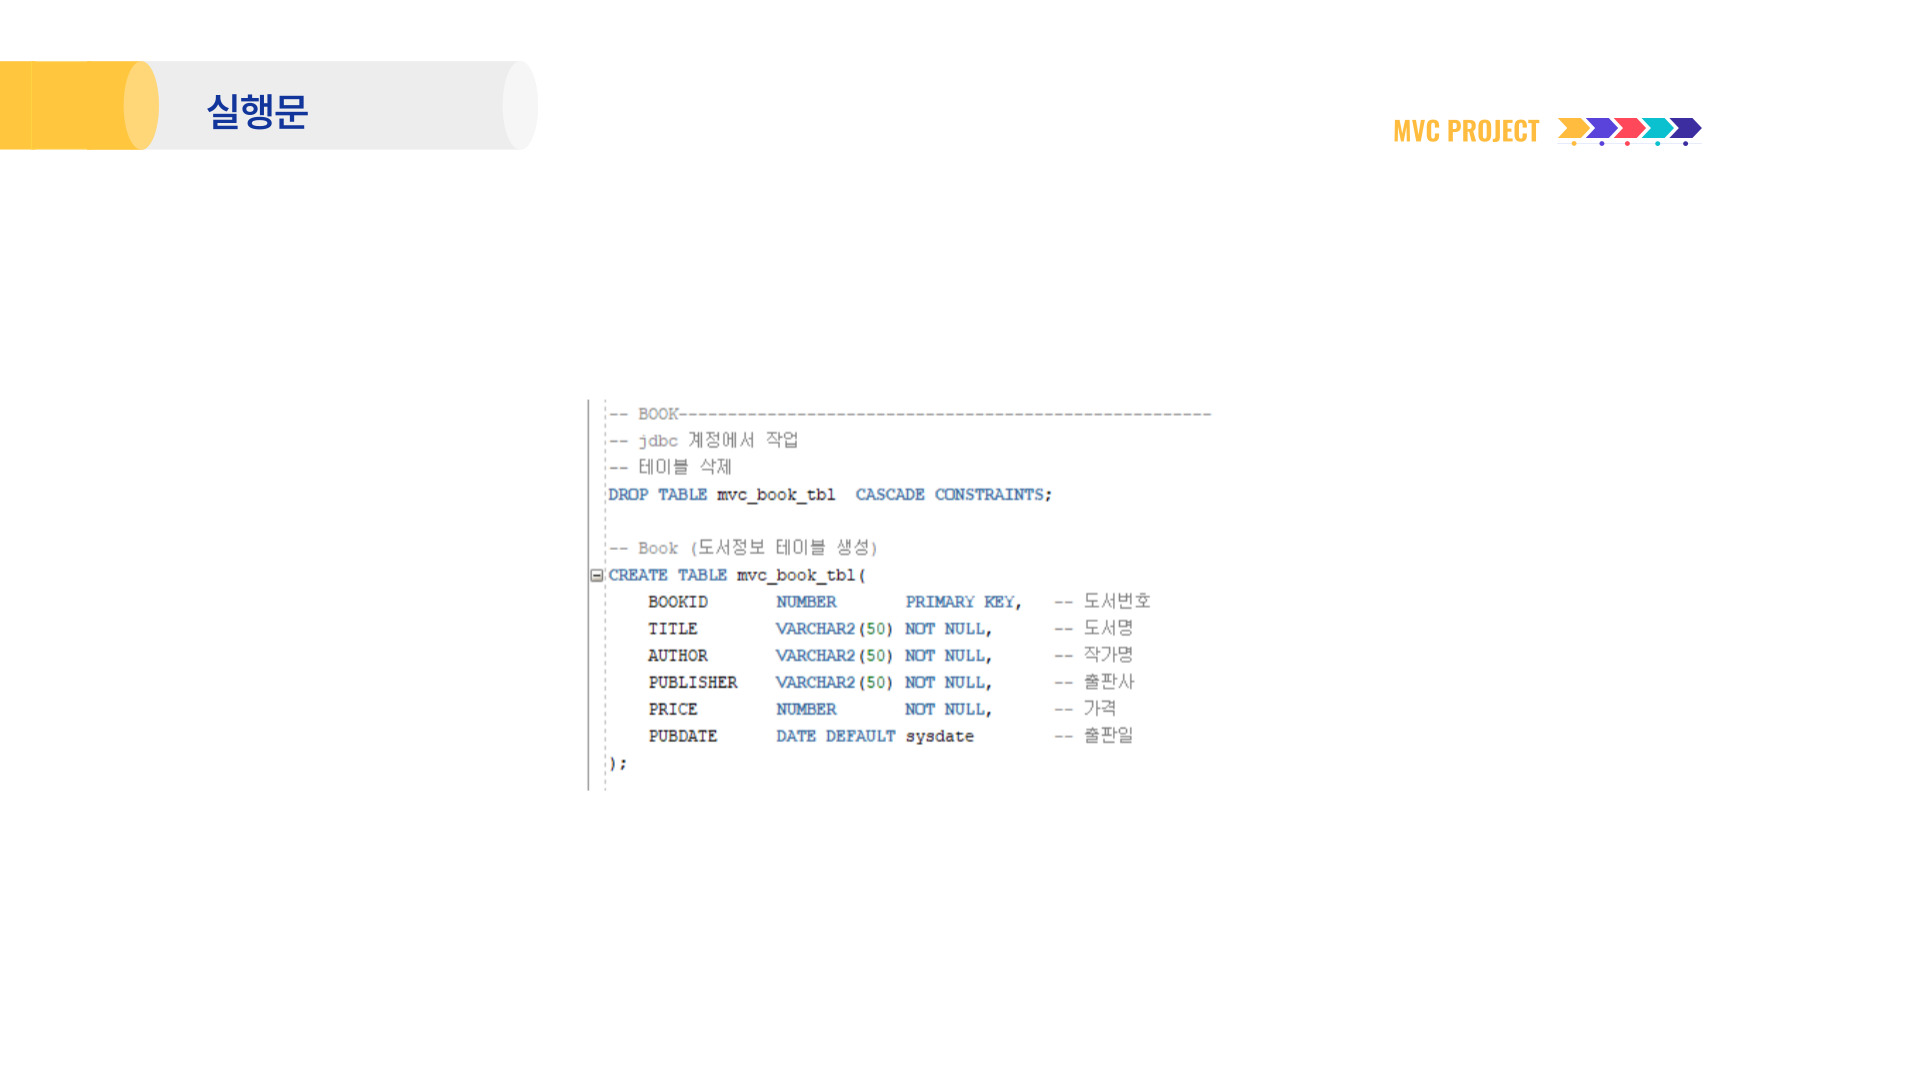 실행문
MVC PROJECT
-- BOOK------------------------------------------------------
-- jdbc 계정에서 작업
-- 테이블 삭제
DROP TABLE mvc_book_tbl  CASCADE CONSTRAINTS;
-- Book (도서정보 테이블 생성)
CREATE TABLE mvc_book_tbl(
    BOOKID       NUMBER       PRIMARY KEY,   -- 도서번호
    TITLE        VARCHAR2(50) NOT NULL,      -- 도서명
    AUTHOR       VARCHAR2(50) NOT NULL,      -- 작가명
    PUBLISHER    VARCHAR2(50) NOT NULL,      -- 출판사
    PRICE        NUMBER       NOT NULL,      -- 가격
    PUBDATE      DATE DEFAULT sysdate        -- 출판일
);